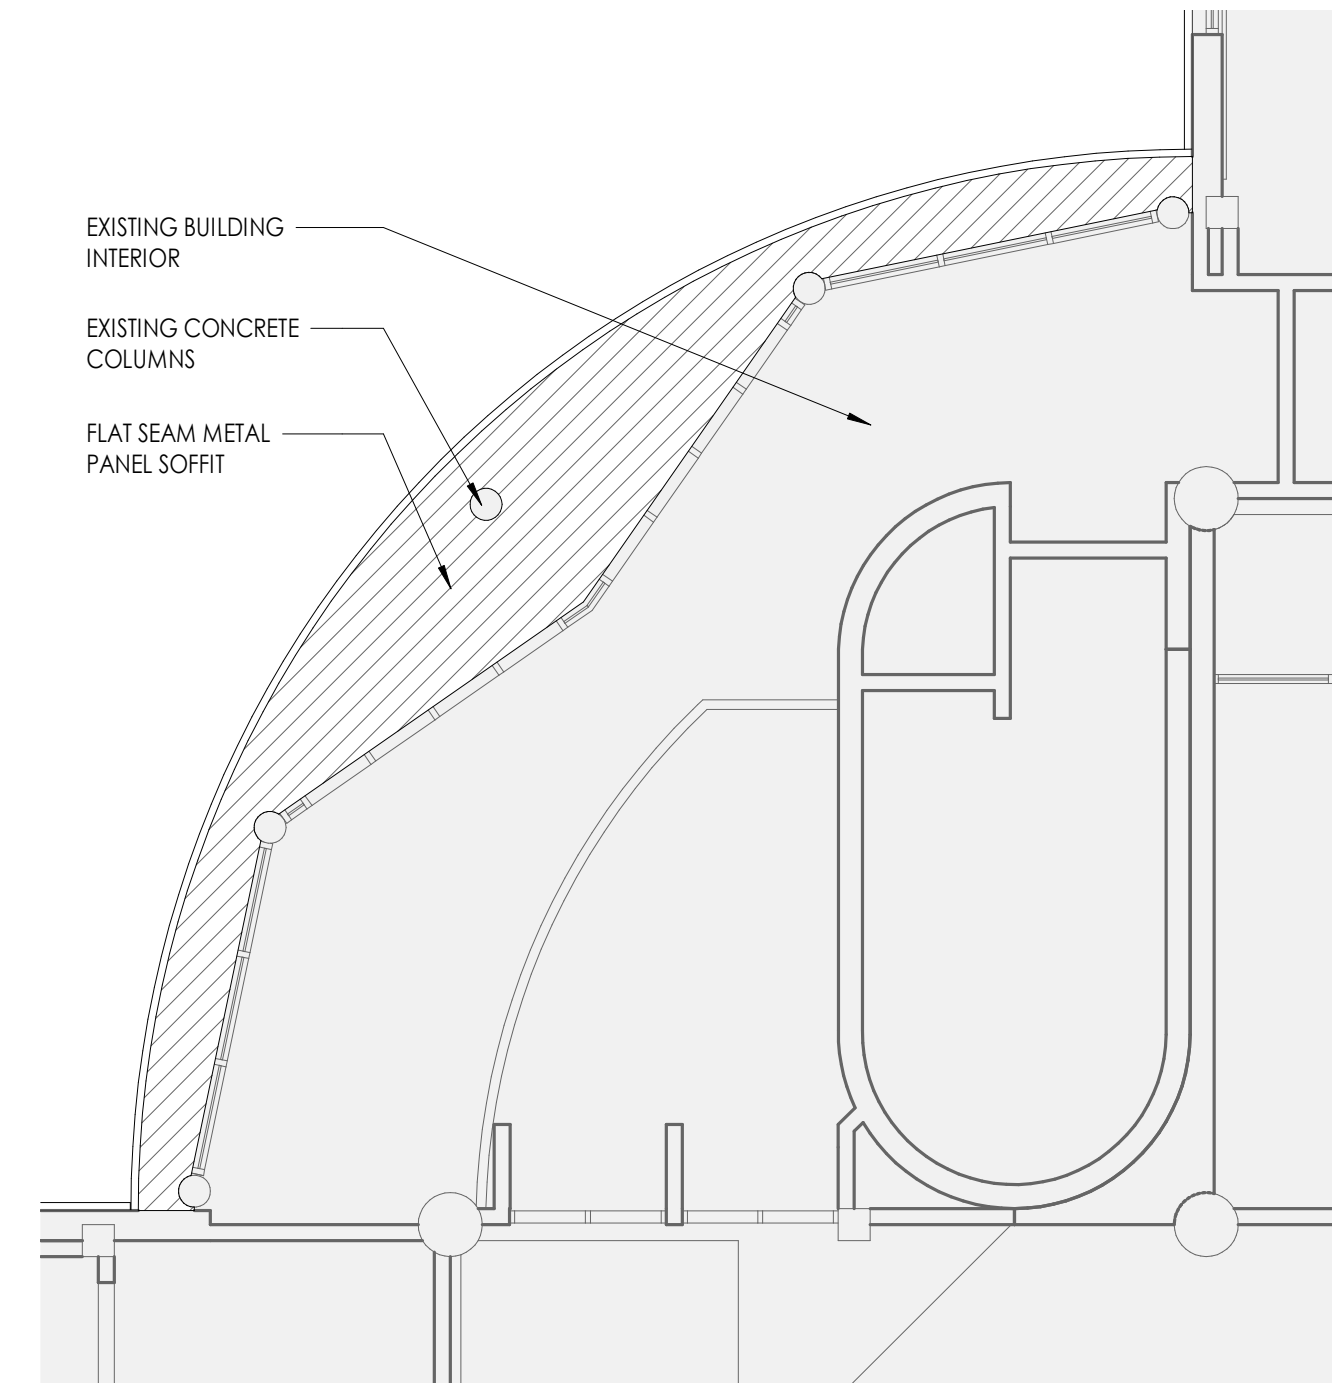 EXISTING BUILDING
INTERIOR
EXISTING CONCRETE
COLUMNS
FLAT SEAM METAL
PANEL SOFFIT